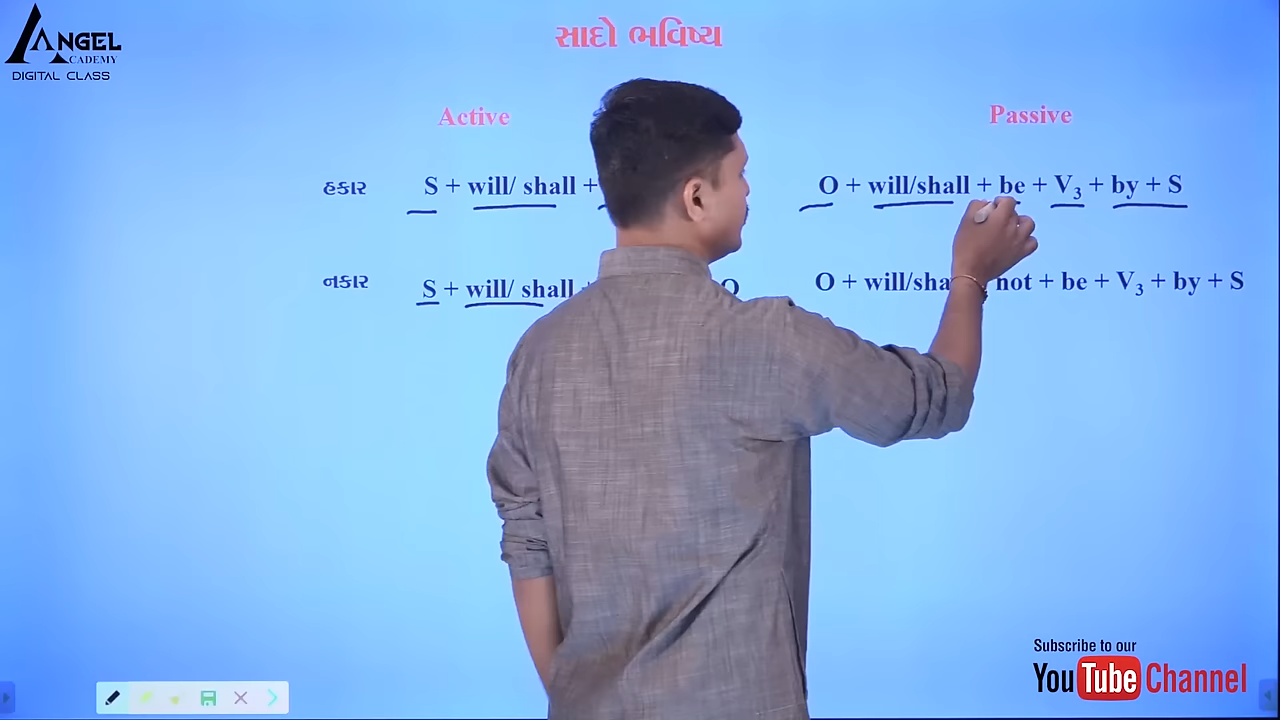 ANGEL
ACADEMY
DIGITAL CLASS
સાદો ભવિષ્ય
Active
Passive
હકાર
S + will/ shall +
O + will/shall + be + V3 + by + S
નકાર
S + will/ shall
O
O + will/sha not + be + V3 + by + S
Subscribe to our
YouTube Channel